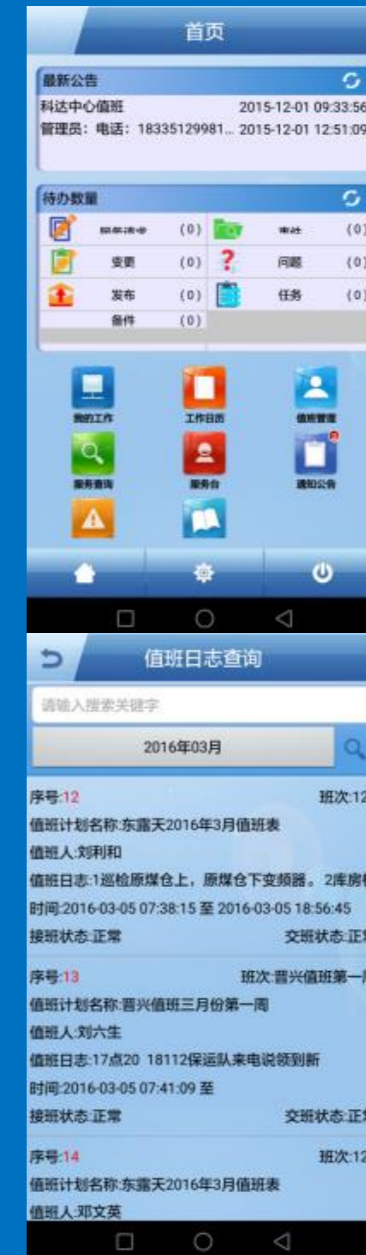 首页
最新公告
科达中心值班 2015-12-01 09:33:56
管理员：电话：18335129981... 2015-12-01 12:51:09
待办数量
服务请求 (0) 事件 (0)
变更 (0) 问题 (0)
发布 (0) 任务 (0)
备件 (0)
我的工作 工作日历 值班管理
服务查询 服务台 通知公告
值班日志查询
请输入搜索关键字
2016年03月
序号:12 班次:12
值班计划名称:东露天2016年3月值班表
值班人:刘利和
值班日志:1巡检原煤仓上，原煤仓下变频器。2库房
时间:2016-03-05 07:38:15 至 2016-03-05 18:56:45
接班状态:正常 交班状态:正常
序号:13 班次:晋兴值班第一周
值班计划名称:晋兴值班三月份第一周
值班人:刘六生
值班日志:17点20 18112保运队来电说领到新
时间:2016-03-05 07:41:09 至
接班状态:正常 交班状态:正常
序号:14 班次:12
值班计划名称:东露天2016年3月值班表
值班人:邓文英